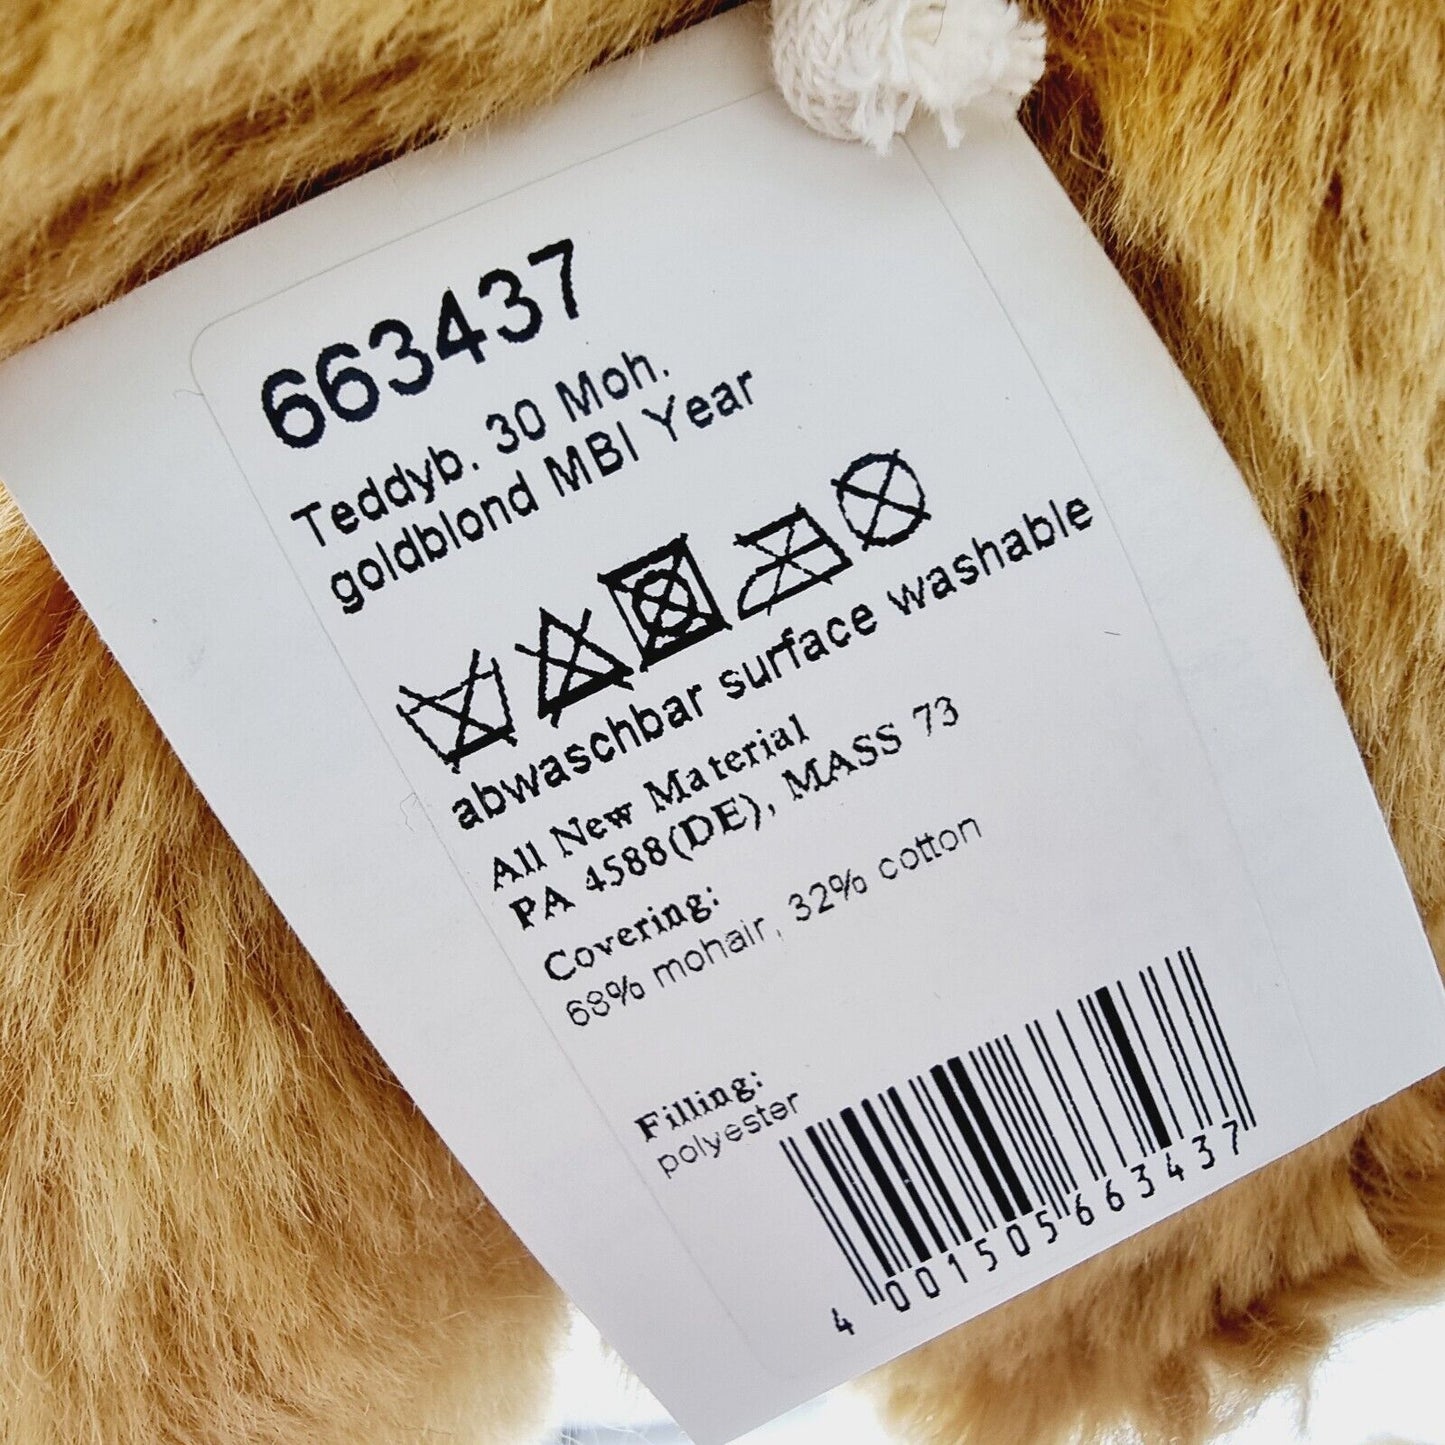 663437
Teddyb. 30 Moh.
goldblond MBI Year
abwaschbar surface washable
All New Material
PA 4588(DE), MASS 73
Covering:
68% mohair, 32% cotton
Filling:
polyester
4 001505 663437